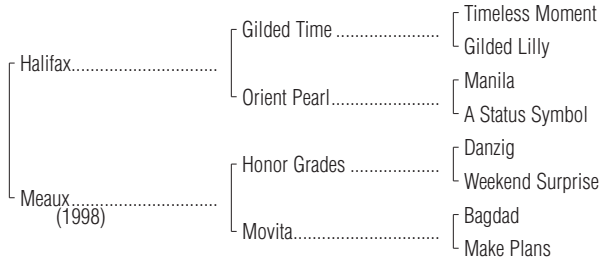 Timeless Moment
Gilded Time ........................
Gilded Lilly
Halifax.................................
Manila
Orient Pearl.........................
A Status Symbol
Danzig
Honor Grades ....................
Weekend Surprise
Meaux.................................
(1998)
Bagdad
Movita.................................
Make Plans